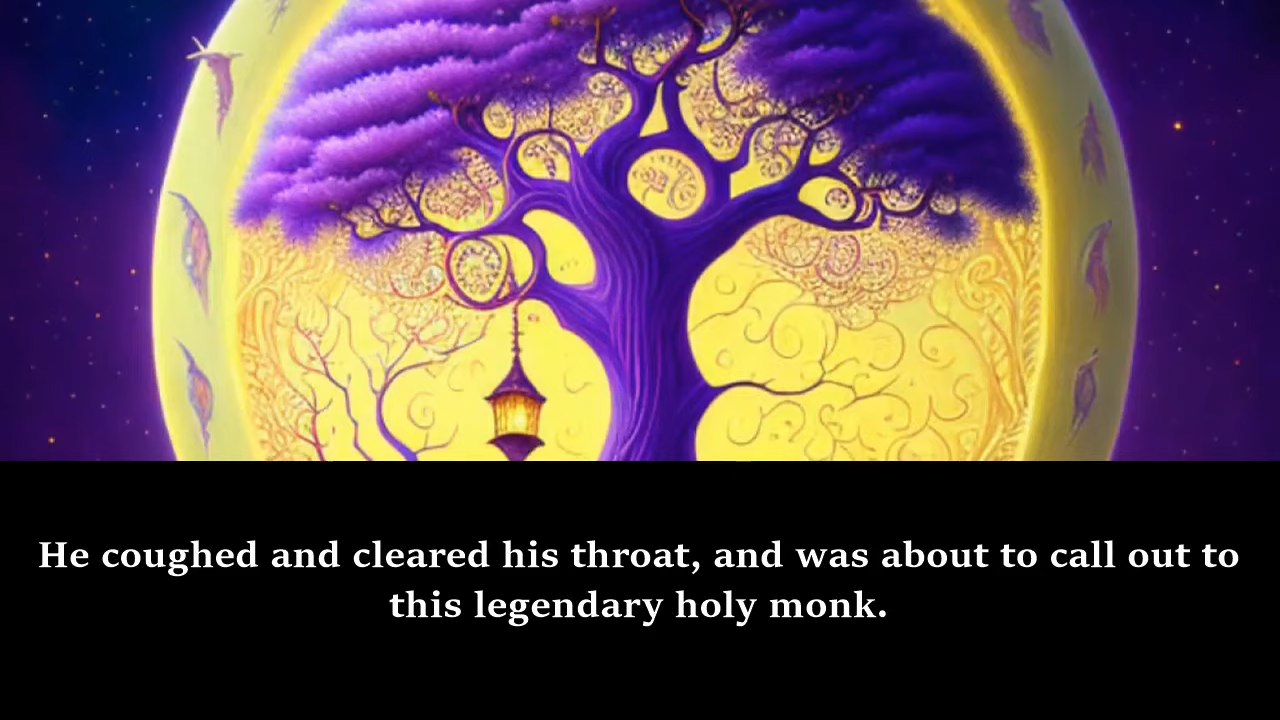 He coughed and cleared his throat, and was about to call out to
this legendary holy monk.